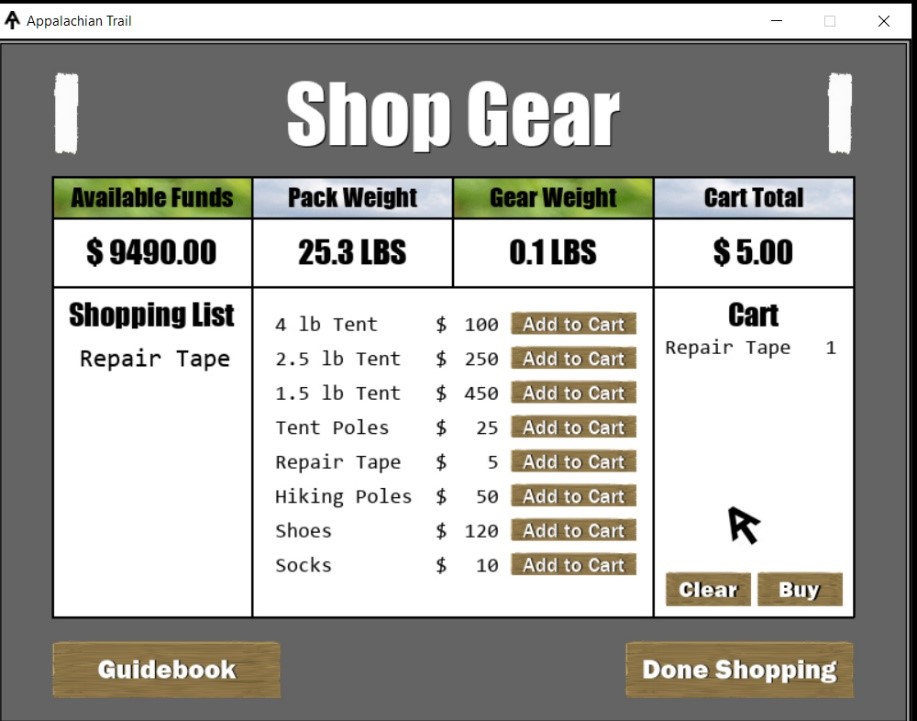 Appalachian Trail
Shop Gear
Available Funds Pack Weight Gear Weight Cart Total
$ 9490.00 25.3 LBS 0.1 LBS $ 5.00
Shopping List
Repair Tape
4 lb Tent $ 100 Add to Cart
2.5 lb Tent $ 250 Add to Cart
1.5 lb Tent $ 450 Add to Cart
Tent Poles $ 25 Add to Cart
Repair Tape $ 5 Add to Cart
Hiking Poles $ 50 Add to Cart
Shoes $ 120 Add to Cart
Socks $ 10 Add to Cart
Cart
Repair Tape 1
Clear Buy
Guidebook Done Shopping